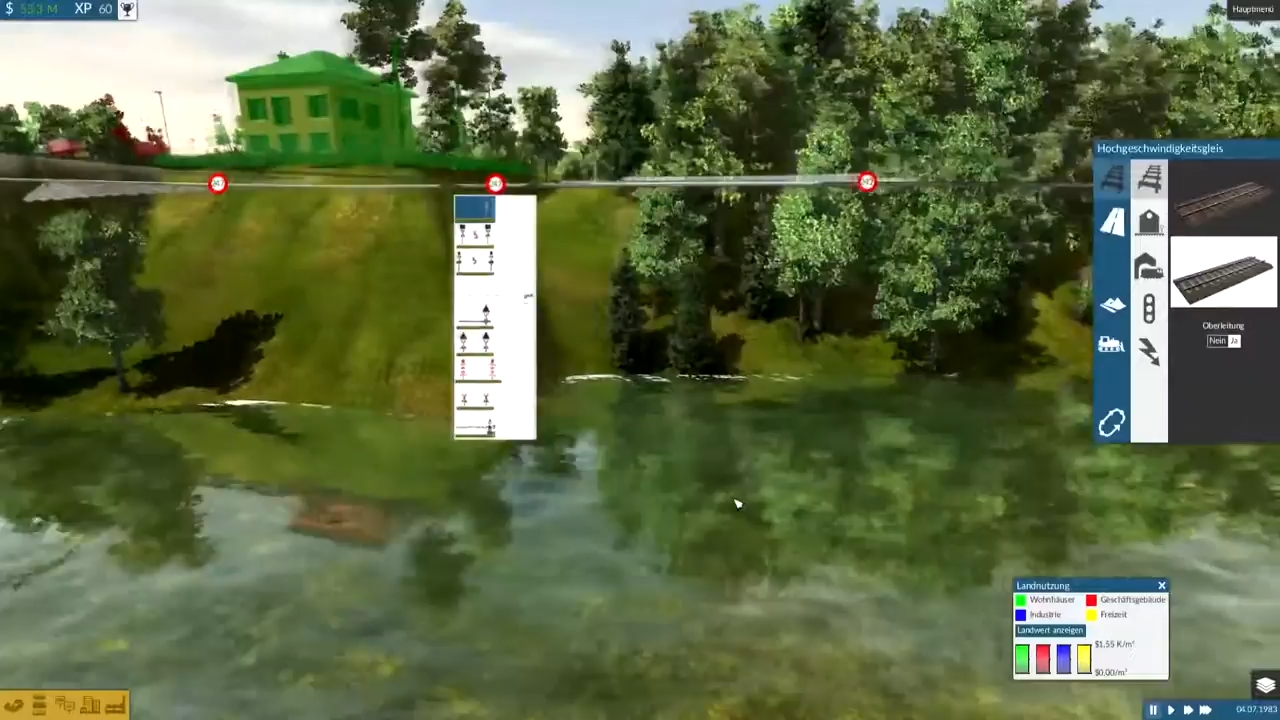 $ 533 M XP 60
Hauptmenü
Hochgeschwindigkeitsgleis
Oberleitung
Nein Ja
Landnutzung
Wohnhäuser Geschäftsgebäude
Industrie Freizeit
Landwert anzeigen
$1.55 K/m²
$0.00/m²
04.07.1983